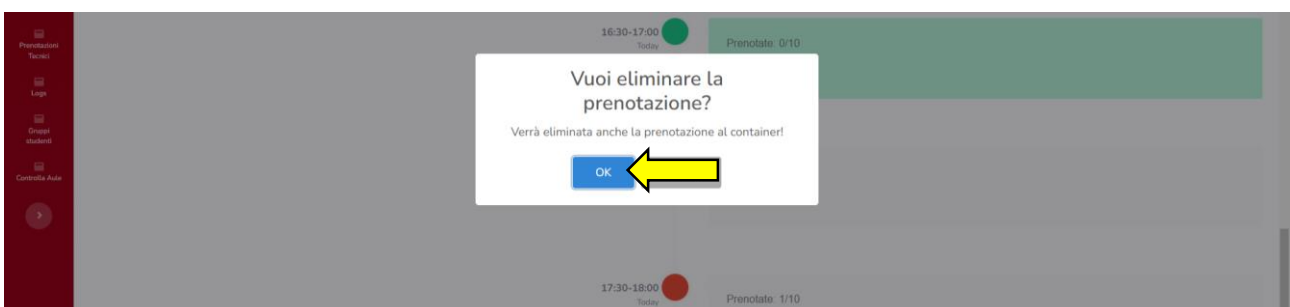 Prenotazioni
Tecnici
Logs
Gruppi
studenti
Controlla Aule
16:30-17:00
Today
Prenotate: 0/10
Vuoi eliminare la
prenotazione?
Verrà eliminata anche la prenotazione al container!
OK
17:30-18:00
Today
Prenotate: 1/10